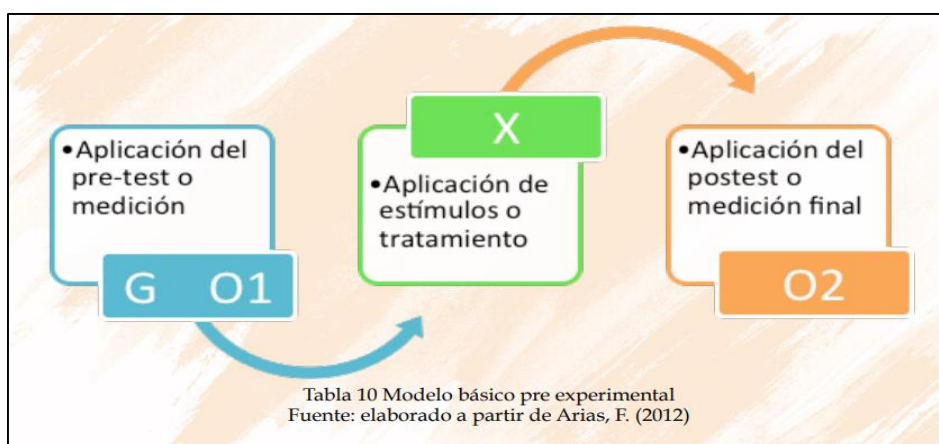 •Aplicación del
pre-test o
medición
G O1
X
•Aplicación de
estímulos o
tratamiento
•Aplicación del
postest o
medición final
O2
Tabla 10 Modelo básico pre experimental
Fuente: elaborado a partir de Arias, F. (2012)